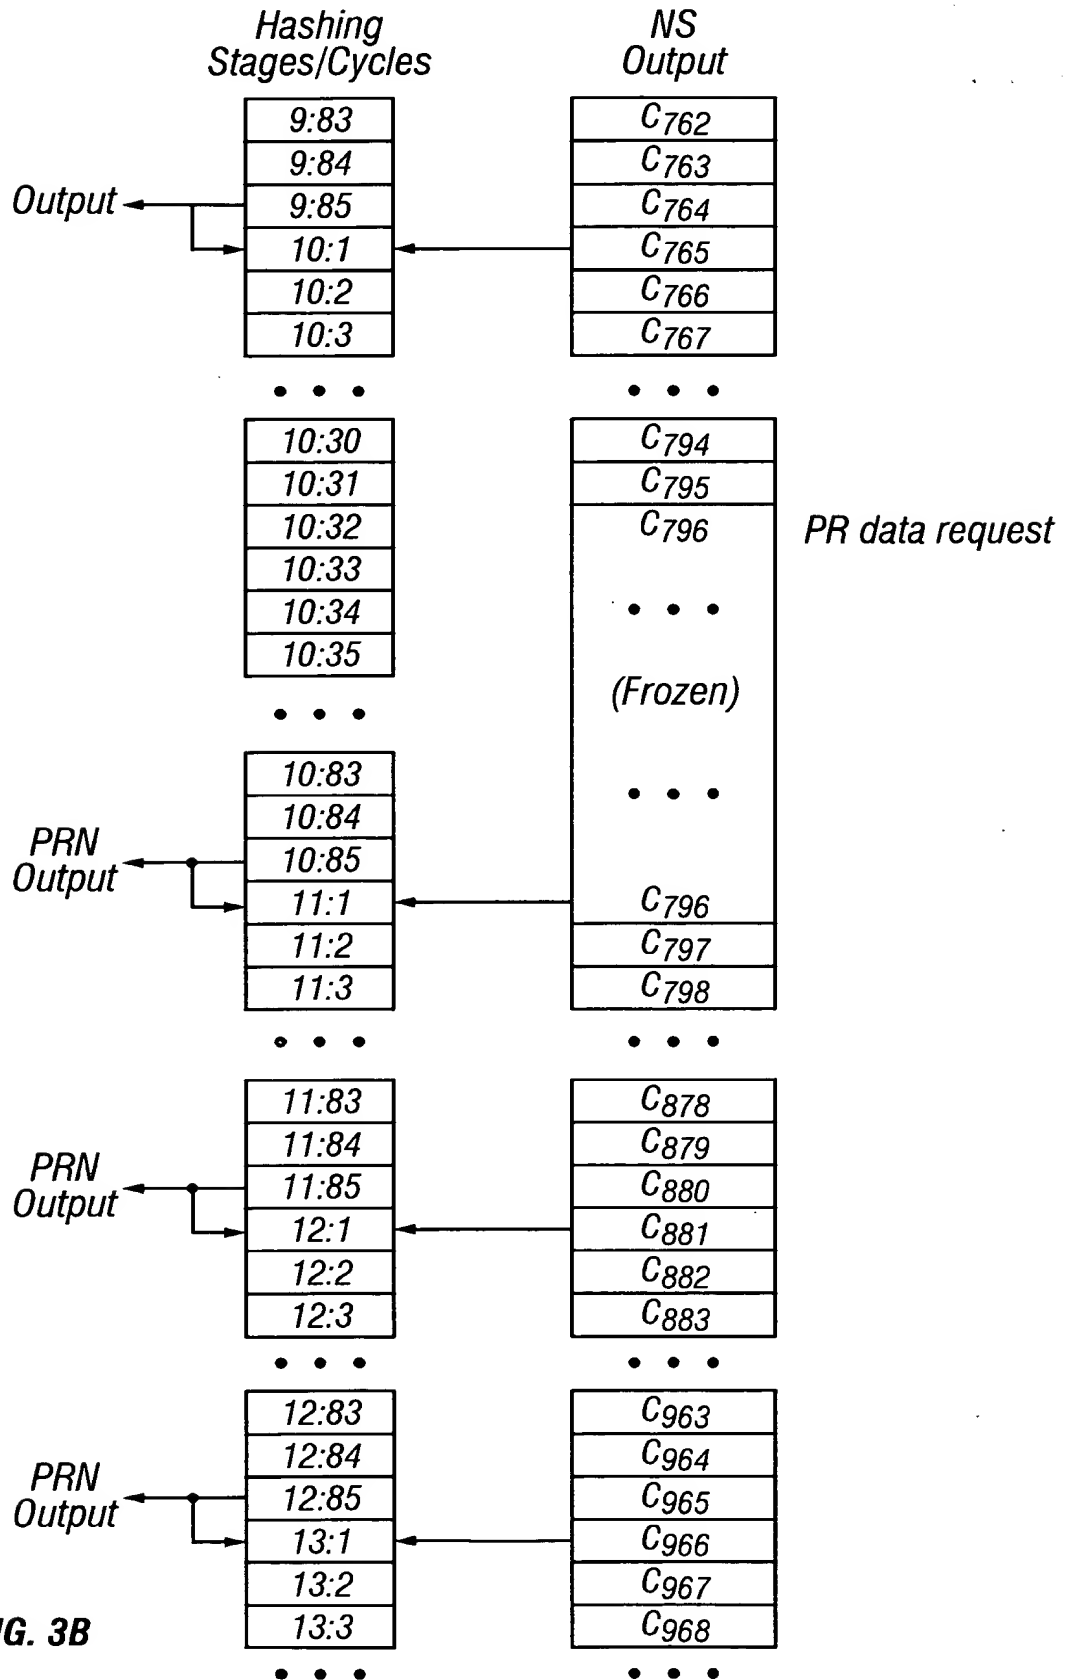 Hashing
Stages/Cycles
NS
Output
9:83
C762
9:84
C763
Output
9:85
C764
10:1
C765
10:2
C766
10:3
C767
• • •
• • •
10:30
C794
10:31
C795
10:32
C796
PR data request
10:33
10:34
• • •
10:35
(Frozen)
• • •
10:83
• • •
10:84
PRN
Output
10:85
11:1
C796
11:2
C797
11:3
C798
• • •
• • •
11:83
C878
11:84
C879
PRN
Output
11:85
C880
12:1
C881
12:2
C882
12:3
C883
• • •
• • •
12:83
C963
12:84
C964
PRN
Output
12:85
C965
13:1
C966
13:2
C967
13:3
C968
IG. 3B
• • •
• • •